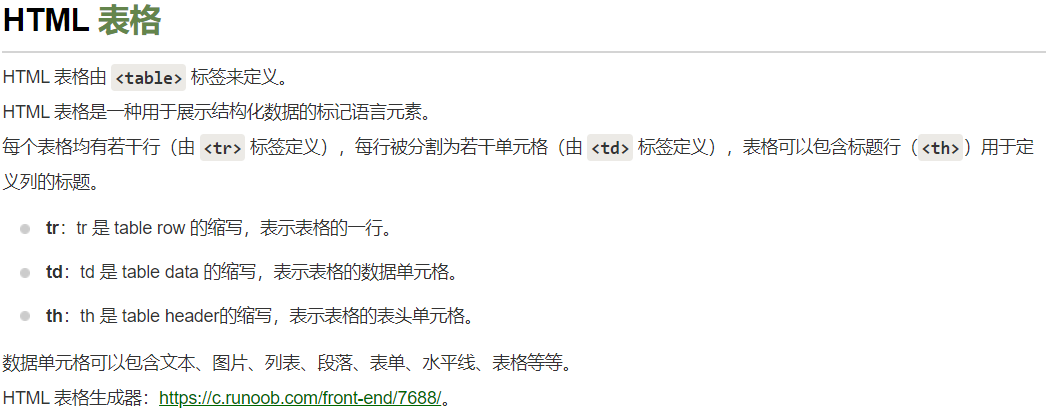 HTML 表格
HTML 表格由 <table> 标签来定义。
HTML 表格是一种用于展示结构化数据的标记语言元素。
每个表格均有若干行（由 <tr> 标签定义），每行被分割为若干单元格（由 <td> 标签定义），表格可以包含标题行（<th>）用于定
义列的标题。
tr：tr 是 table row 的缩写，表示表格的一行。
td：td 是 table data 的缩写，表示表格的数据单元格。
th：th 是 table header的缩写，表示表格的表头单元格。
数据单元格可以包含文本、图片、列表、段落、表单、水平线、表格等等。
HTML 表格生成器：https://c.runoob.com/front-end/7688/。